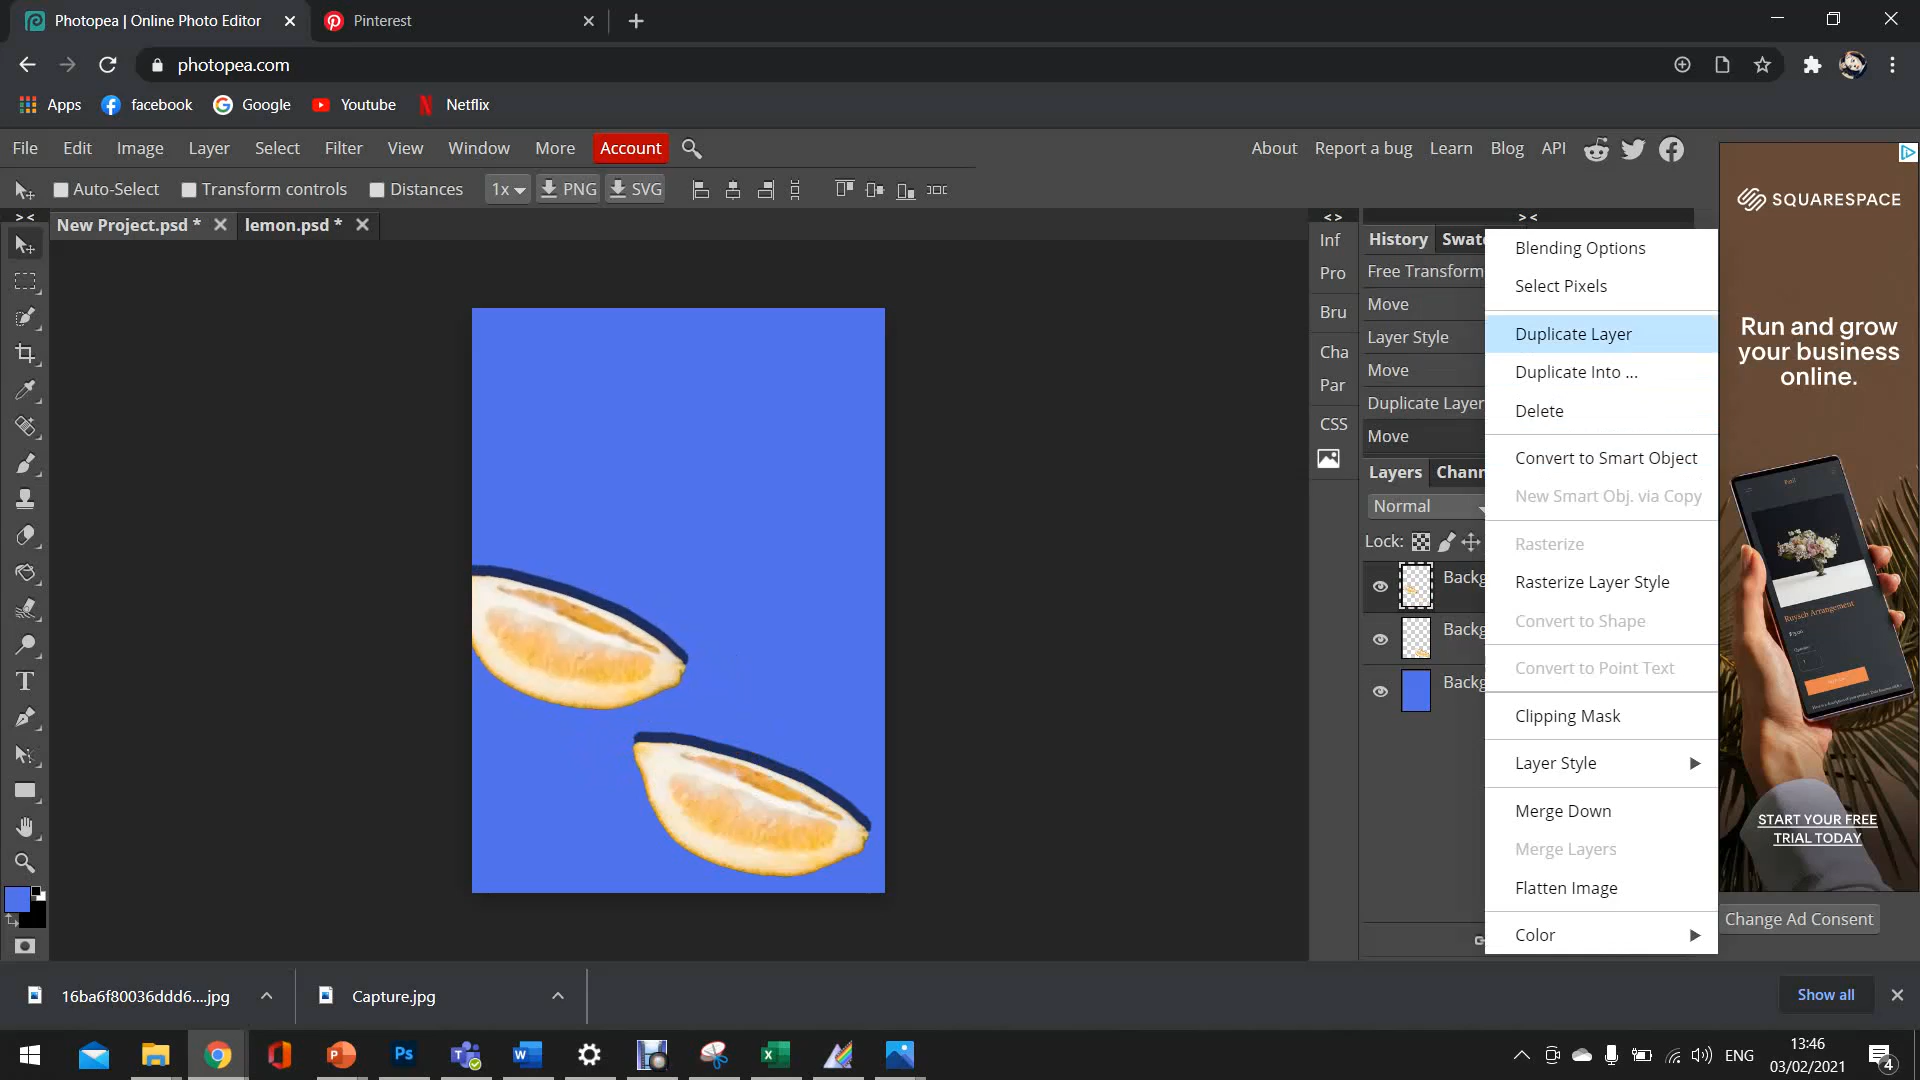 Photopea | Online Photo Editor
Pinterest
photopea.com
Apps facebook Google Youtube Netflix
File Edit Image Layer Select Filter View Window More Account
About Report a bug Learn Blog API
Auto-Select Transform controls Distances 1x PNG SVG
New Project.psd * lemon.psd *
Inf
Pro
Bru
Cha
Par
CSS
History Swat
Free Transform
Move
Layer Style
Move
Duplicate Layer
Move
Layers Chann
Normal
Lock:
Backg
Backg
Backg
Blending Options
Select Pixels
Duplicate Layer
Duplicate Into ...
Delete
Convert to Smart Object
New Smart Obj. via Copy
Rasterize
Rasterize Layer Style
Convert to Shape
Convert to Point Text
Clipping Mask
Layer Style
Merge Down
Merge Layers
Flatten Image
Color
SQUARESPACE
Run and grow
your business
online.
START YOUR FREE
TRIAL TODAY
Change Ad Consent
16ba6f80036ddd6....jpg
Capture.jpg
Show all
ENG
13:46
03/02/2021
4